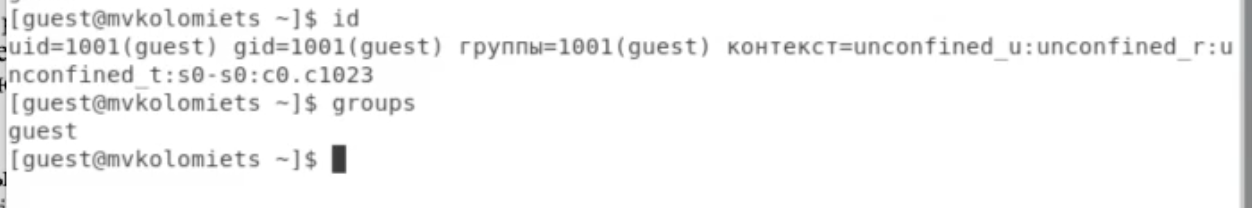 [guest@mvkolomiets ~]$ id
uid=1001(guest) gid=1001(guest) группы=1001(guest) контекст=unconfined_u:unconfined_r:u
nconfined_t:s0-s0:c0.c1023
[guest@mvkolomiets ~]$ groups
guest
[guest@mvkolomiets ~]$